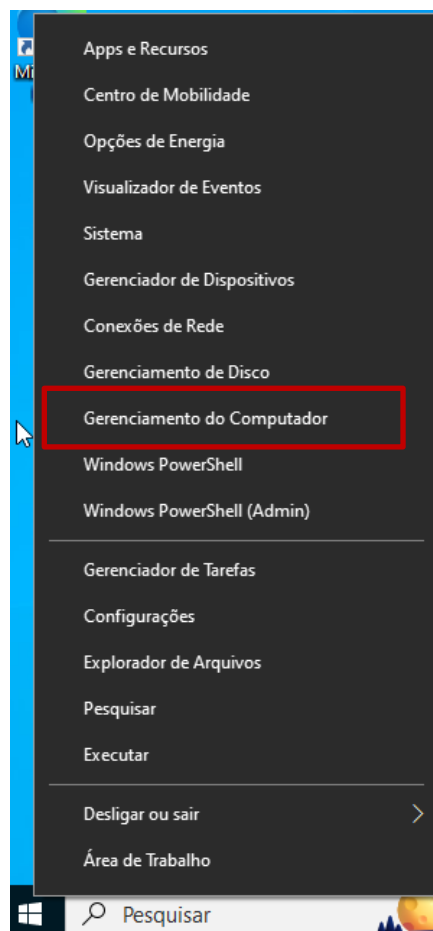 Mi
Apps e Recursos
Centro de Mobilidade
Opções de Energia
Visualizador de Eventos
Sistema
Gerenciador de Dispositivos
Conexões de Rede
Gerenciamento de Disco
Gerenciamento do Computador
Windows PowerShell
Windows PowerShell (Admin)
Gerenciador de Tarefas
Configurações
Explorador de Arquivos
Pesquisar
Executar
Desligar ou sair
Área de Trabalho
Pesquisar